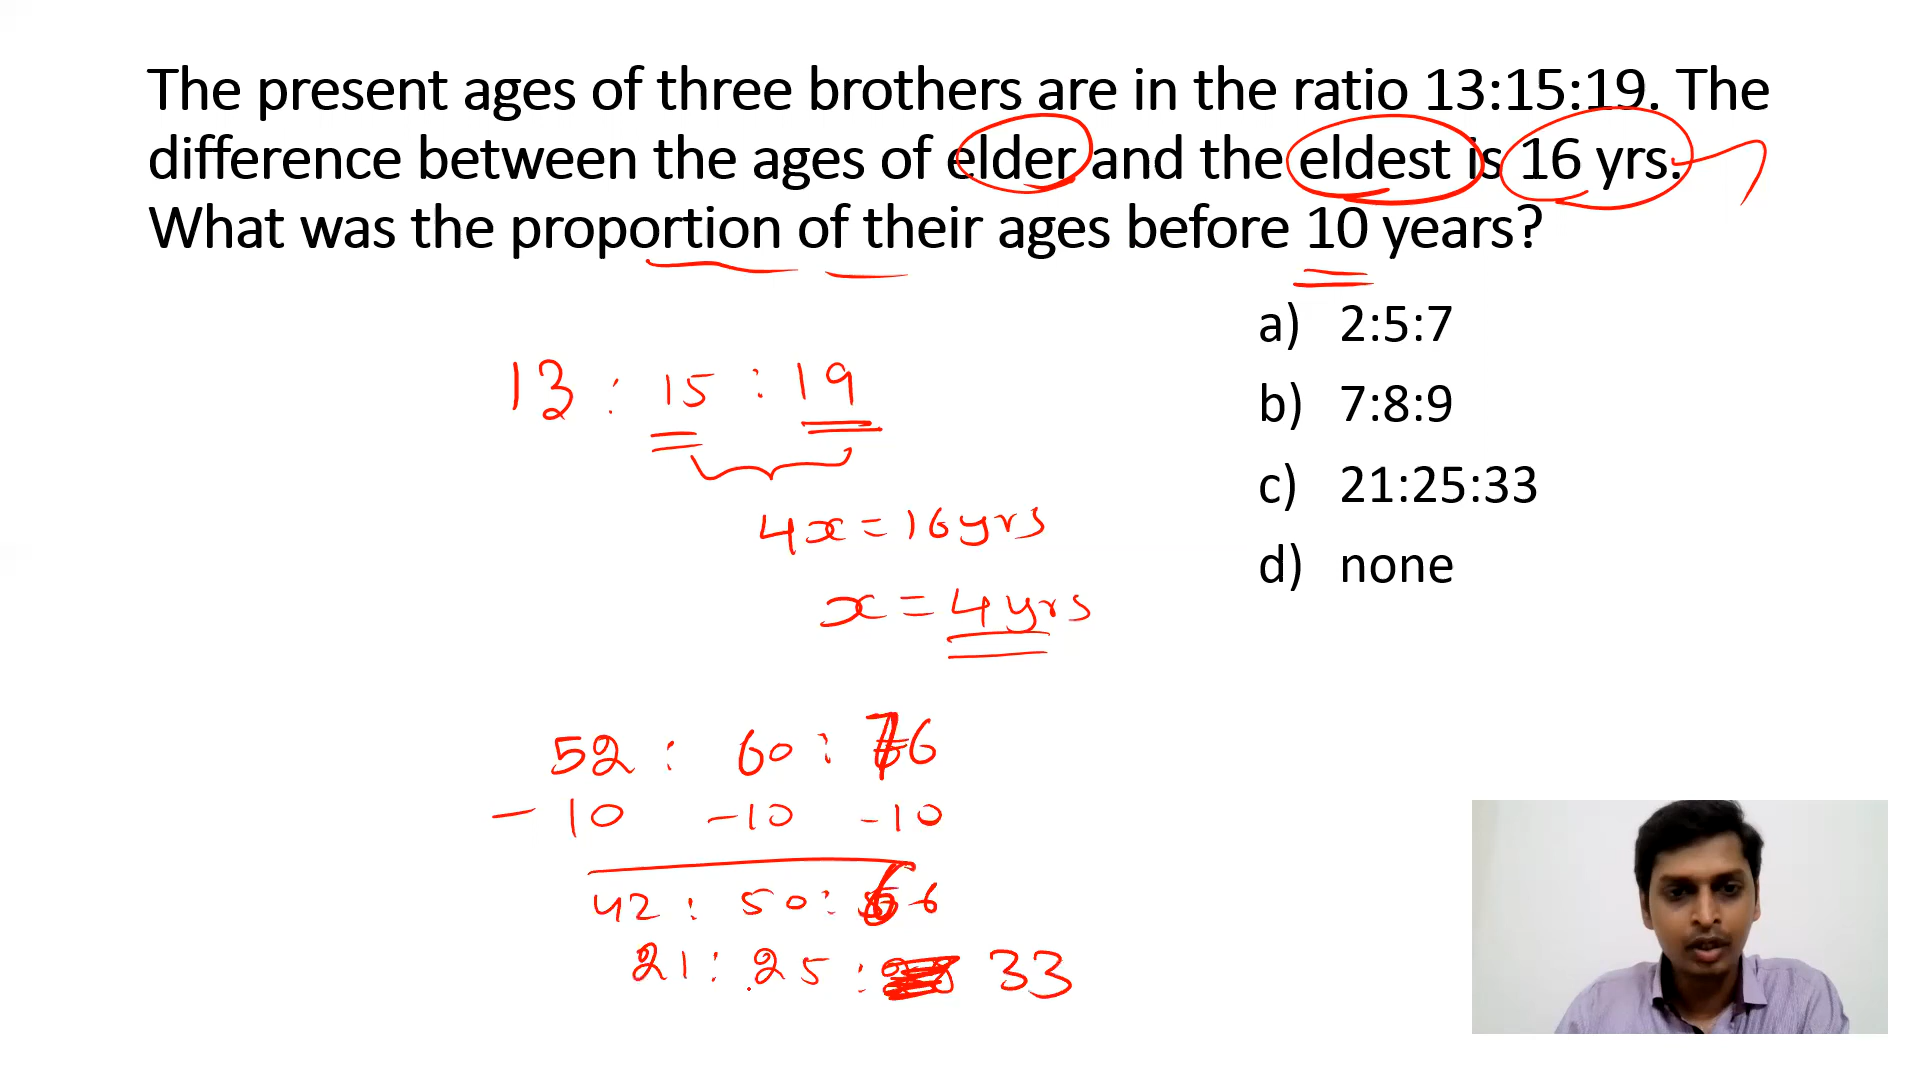 The present ages of three brothers are in the ratio 13:15:19. The
difference between the ages of elder and the eldest is 16 yrs.
What was the proportion of their ages before 10 years?
a) 2:5:7
b) 7:8:9
c) 21:25:33
d) none
13 : 15 : 19
4x = 16 yrs
x = 4 yrs
52 : 60 : 76
- 10 - 10 - 10
42 : 50 : 66
21 : 25 : 33